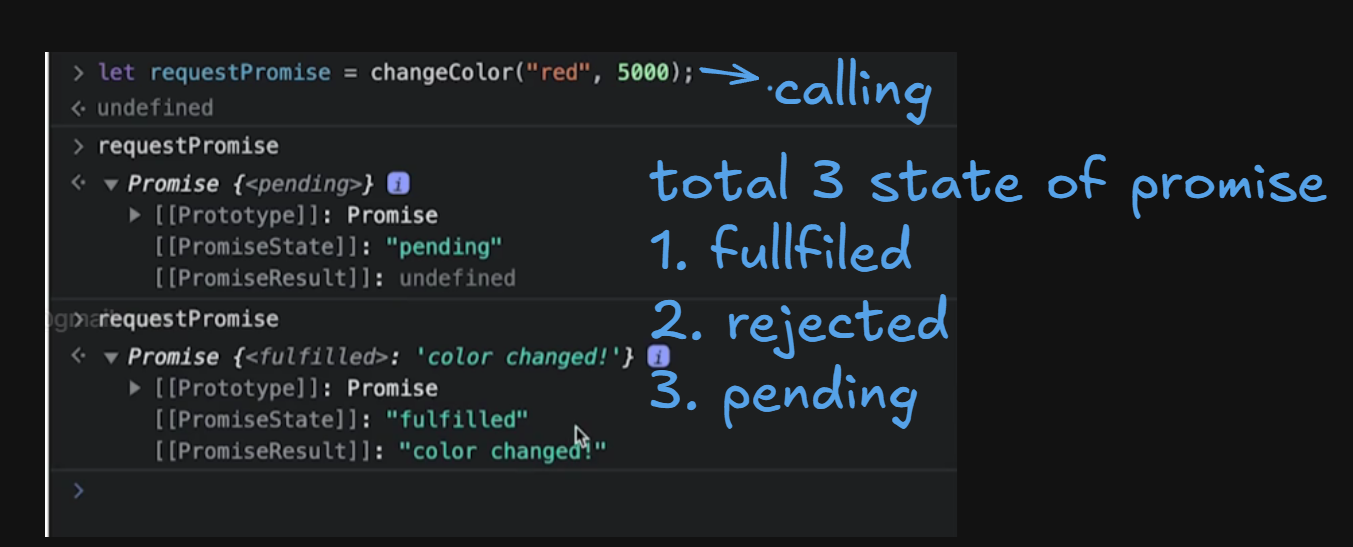 > let requestPromise = changeColor("red", 5000); calling
undefined
> requestPromise
Promise {<pending>} i
[[Prototype]]: Promise
[[PromiseState]]: "pending"
[[PromiseResult]]: undefined
total 3 state of promise
1. fullfiled
2. rejected
3. pending
> requestPromise
Promise {<fulfilled>: 'color changed!'} i
[[Prototype]]: Promise
[[PromiseState]]: "fulfilled"
[[PromiseResult]]: "color changed!"
>